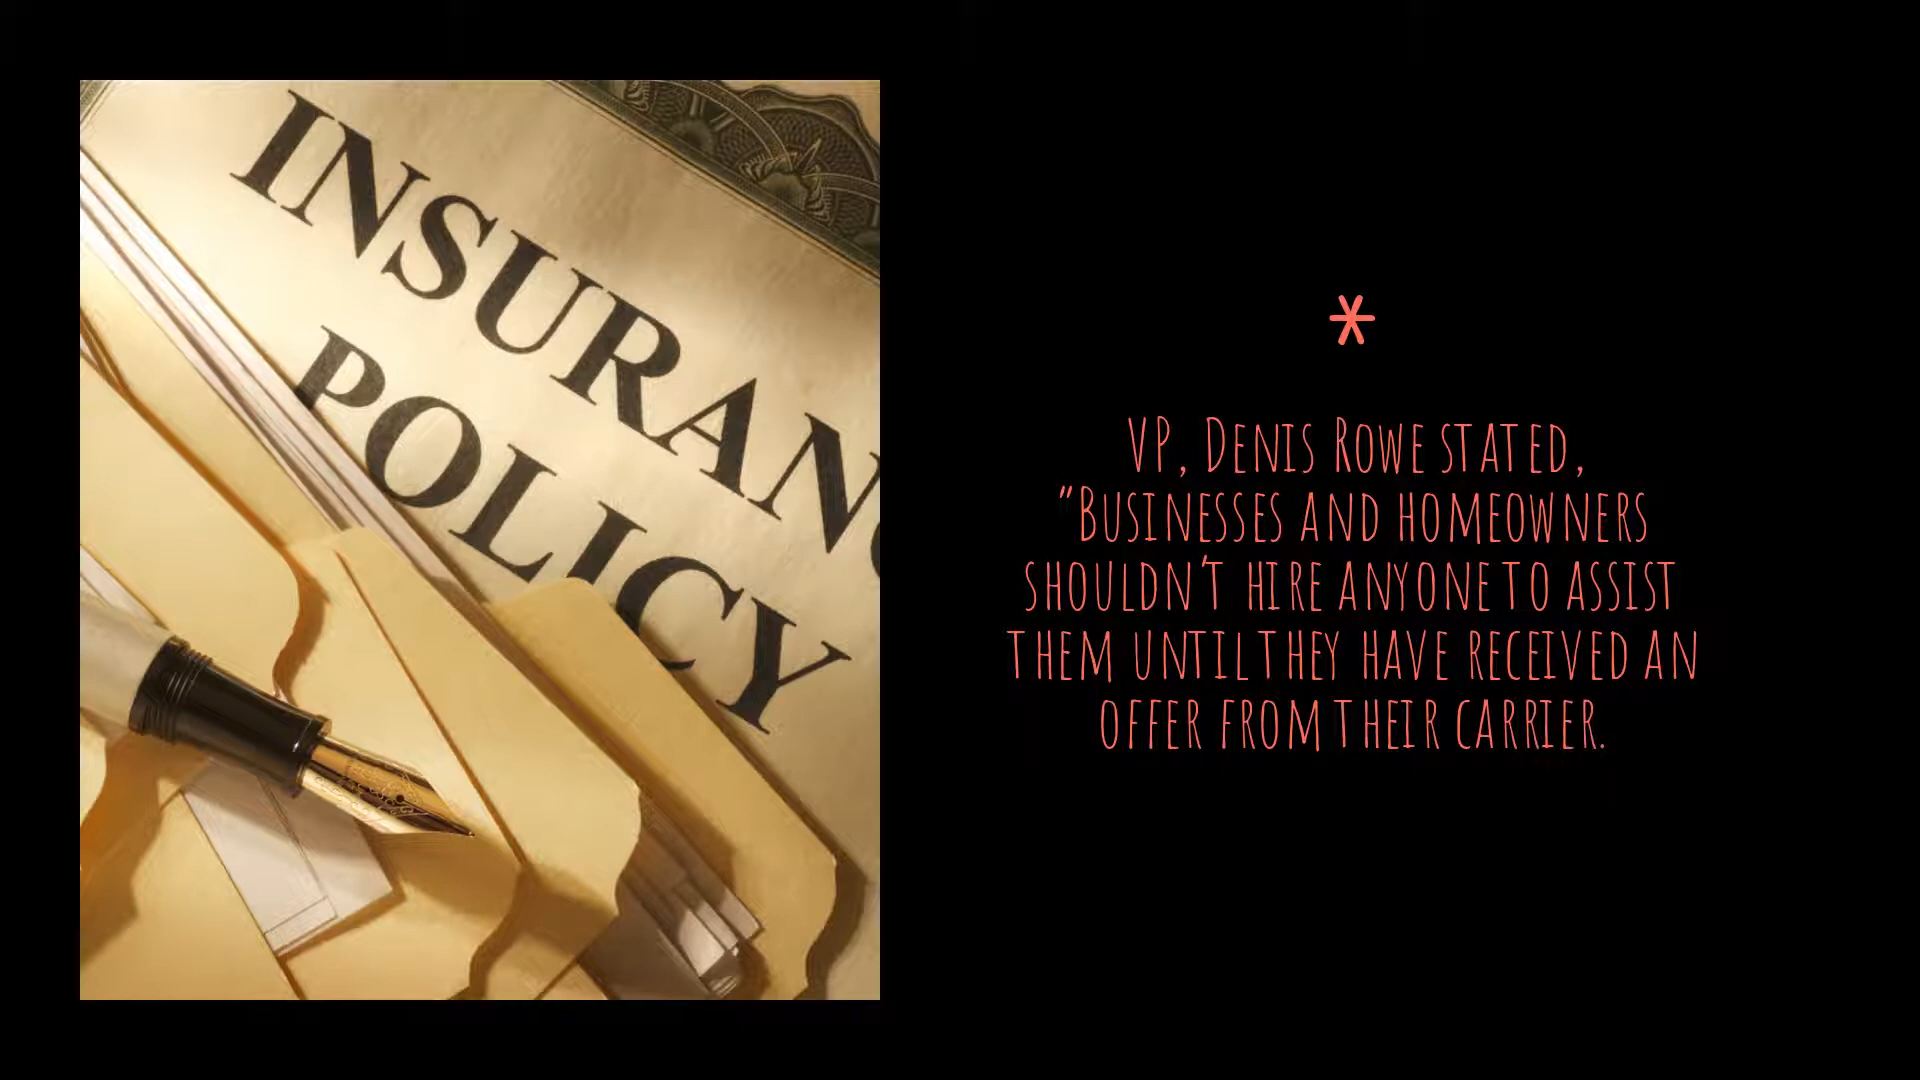 INSURANC
POLICY
*
VP, Denis Rowe stated,
"Businesses and homeowners
shouldn't hire anyone to assist
them until they have received an
offer from their carrier.